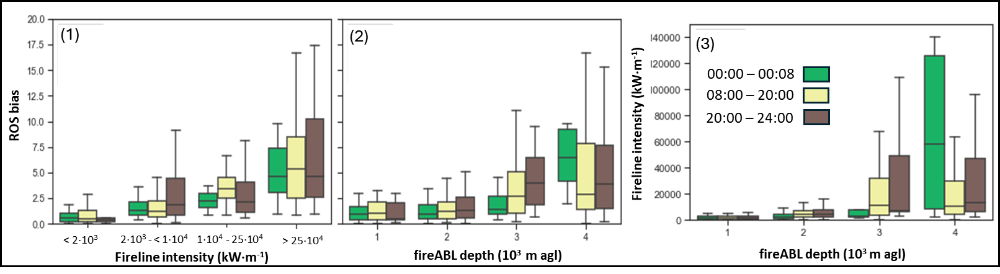 (1)
20.0
17.5
15.0
12.5
10.0
7.5
5.0
2.5
0.0
ROS bias
< 2·10³ 2·10³ - < 1·10⁴ 1·10⁴ - 25·10⁴ > 25·10⁴
Fireline intensity (kW·m⁻¹)
(2)
1 2 3 4
fireABL depth (10³ m agl)
(3)
140000
120000
100000
80000
60000
40000
20000
0
Fireline intensity (kW·m⁻¹)
00:00 – 00:08
08:00 – 20:00
20:00 – 24:00
1 2 3 4
fireABL depth (10³ m agl)